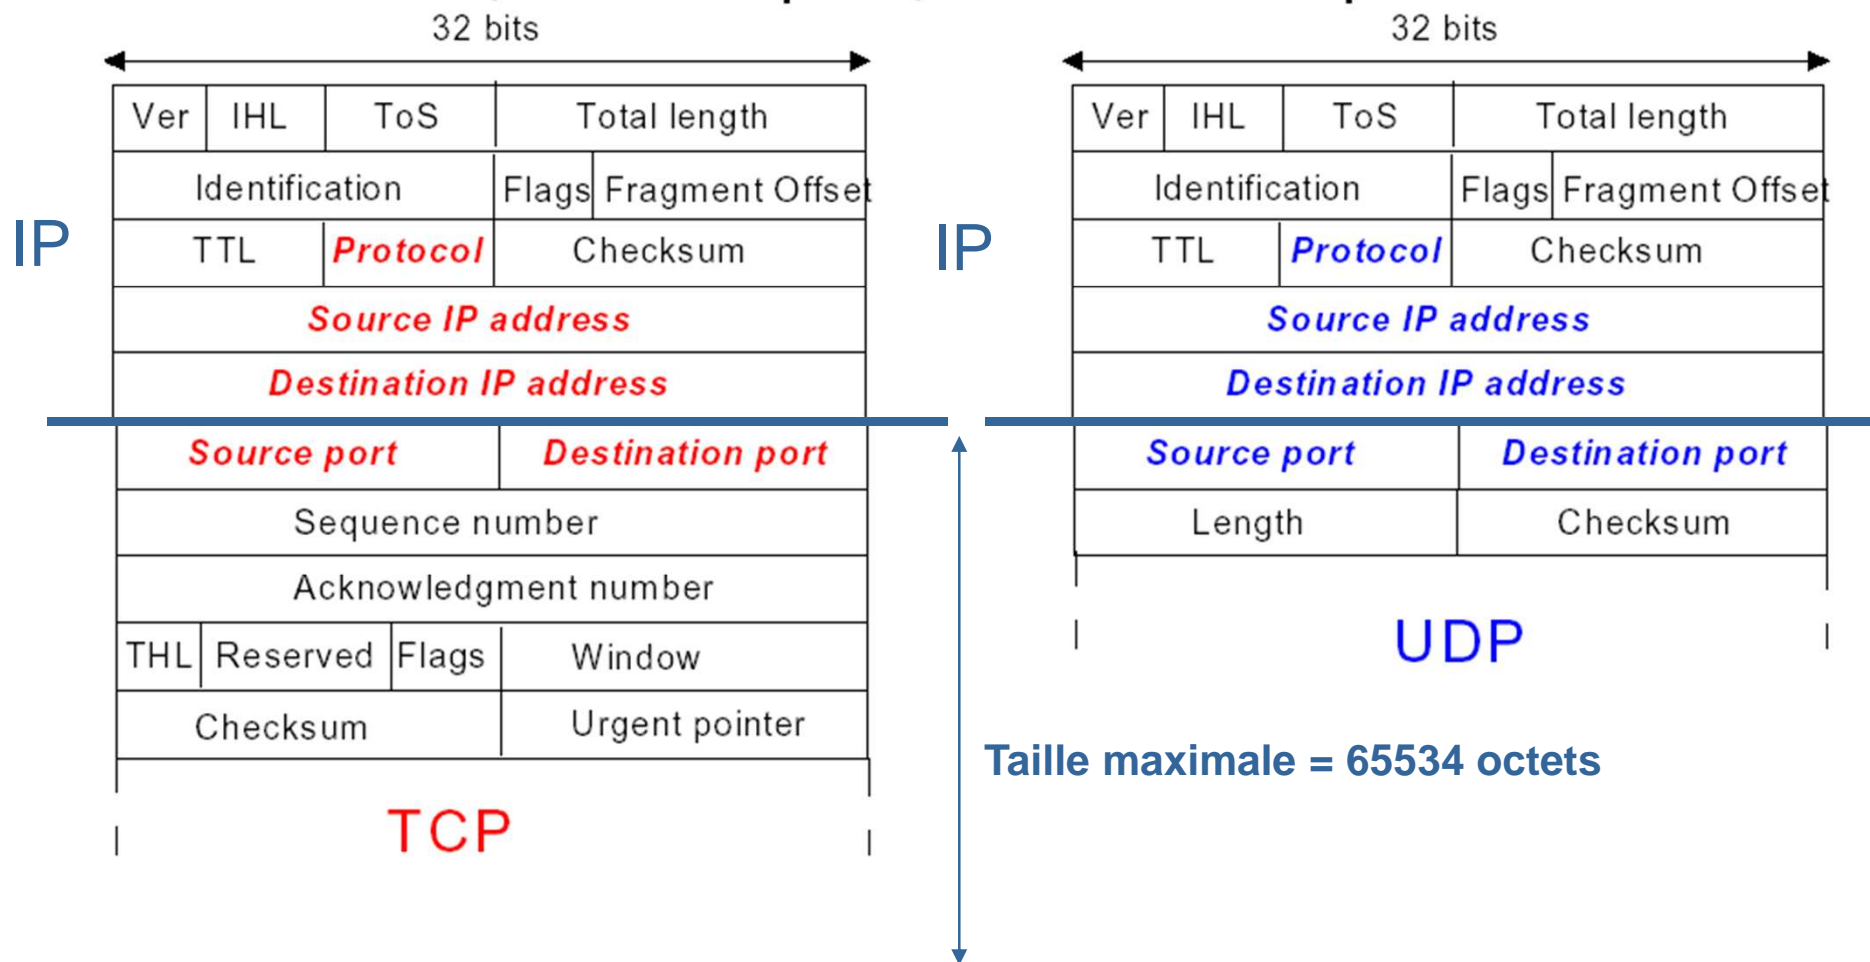 32 bits
Ver IHL ToS Total length
Identification Flags Fragment Offset
IP
TTL Protocol Checksum
Source IP address
Destination IP address
Source port Destination port
Sequence number
Acknowledgment number
THL Reserved Flags Window
Checksum Urgent pointer
TCP
32 bits
Ver IHL ToS Total length
Identification Flags Fragment Offset
IP
TTL Protocol Checksum
Source IP address
Destination IP address
Source port Destination port
Length Checksum
UDP
Taille maximale = 65534 octets